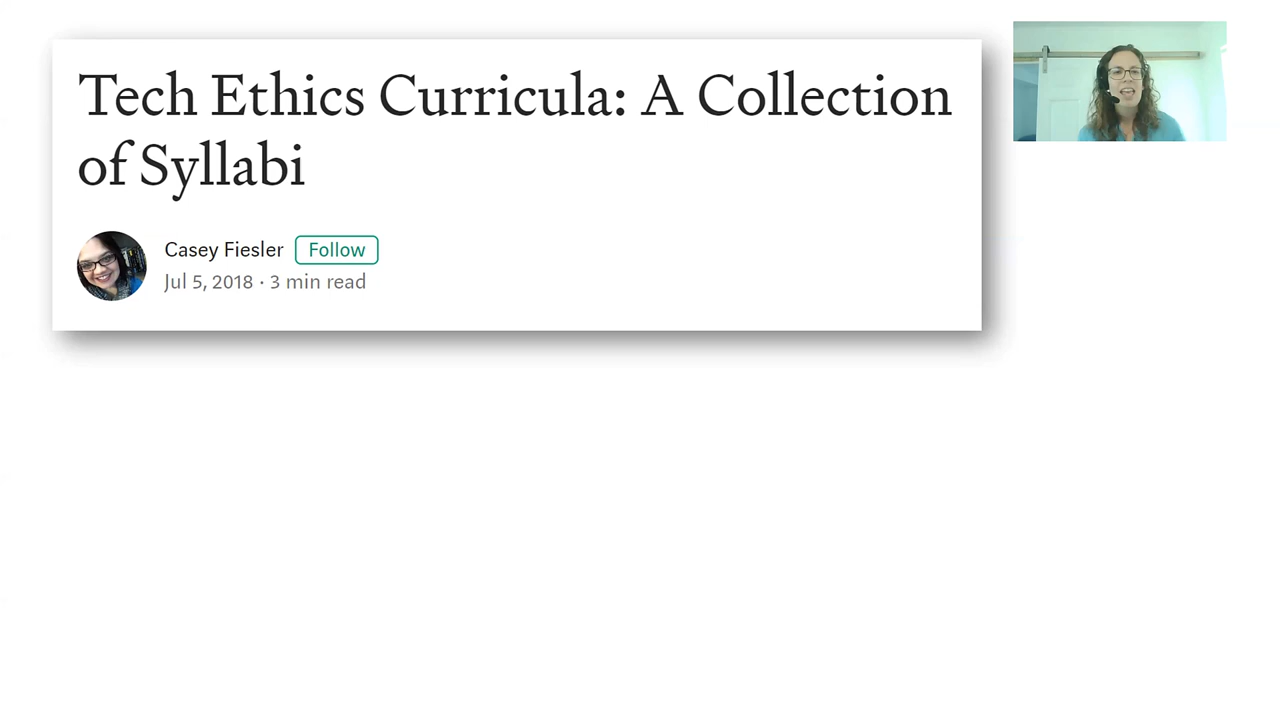 Tech Ethics Curricula: A Collection
of Syllabi
Casey Fiesler Follow
Jul 5, 2018 · 3 min read